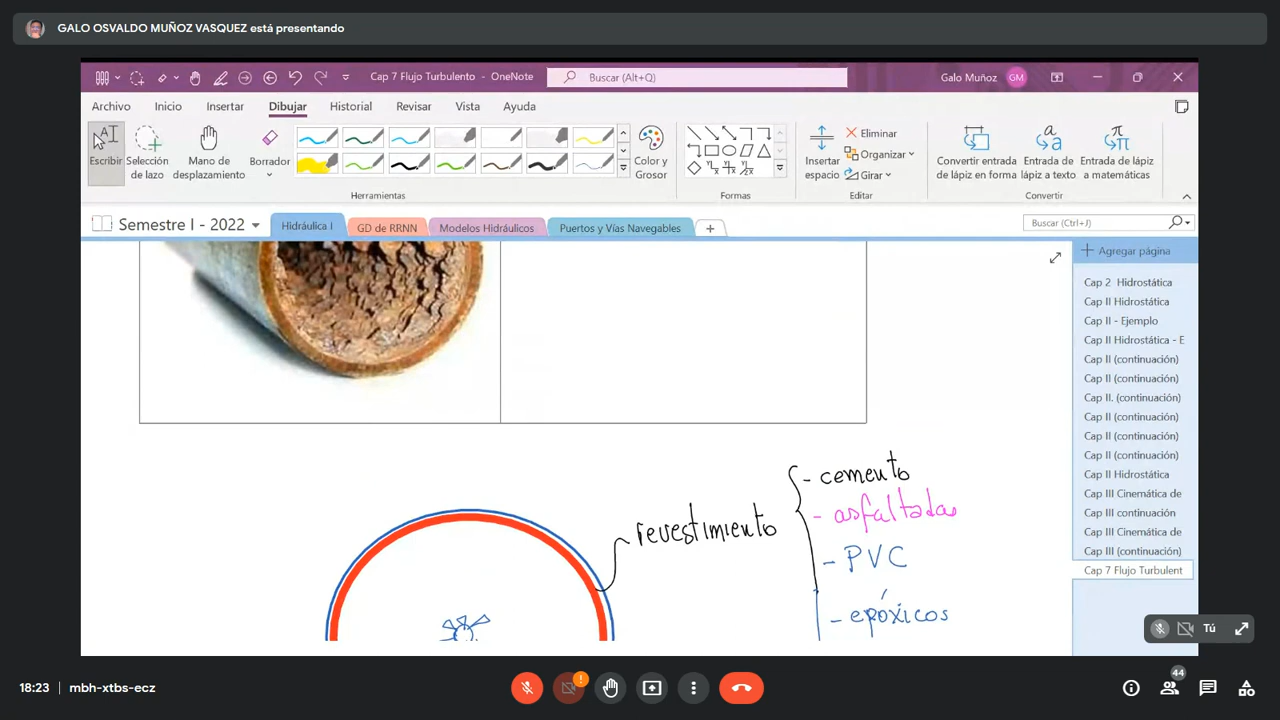 GALO OSVALDO MUÑOZ VASQUEZ está presentando
Cap 7 Flujo Turbulento - OneNote
Buscar (Alt+Q)
Galo Muñoz
GM
Archivo
Inicio
Insertar
Dibujar
Historial
Revisar
Vista
Ayuda
Escribir
Selección de lazo
Mano de desplazamiento
Borrador
Color y Grosor
Insertar espacio
Eliminar
Organizar
Girar
Convertir entrada de lápiz en forma
Entrada de lápiz a texto
Entrada de lápiz a matemáticas
Herramientas
Formas
Editar
Convertir
Semestre I - 2022
Hidráulica I
GD de RRNN
Modelos Hidráulicos
Puertos y Vías Navegables
Buscar (Ctrl+J)
Agregar página
Cap 2 Hidrostática
Cap II Hidrostática
Cap II - Ejemplo
Cap II Hidrostática - E
Cap II (continuación)
Cap II (continuación)
Cap II. (continuación)
Cap II (continuación)
Cap II (continuación)
Cap II (continuación)
Cap II Hidrostática
Cap III Cinemática de
Cap III continuación
Cap III Cinemática de
Cap III (continuación)
Cap 7 Flujo Turbulent
revestimiento
- cemento
- asfaltadas
- PVC
- epóxicos
Tú
18:23
mbh-xtbs-ecz
44